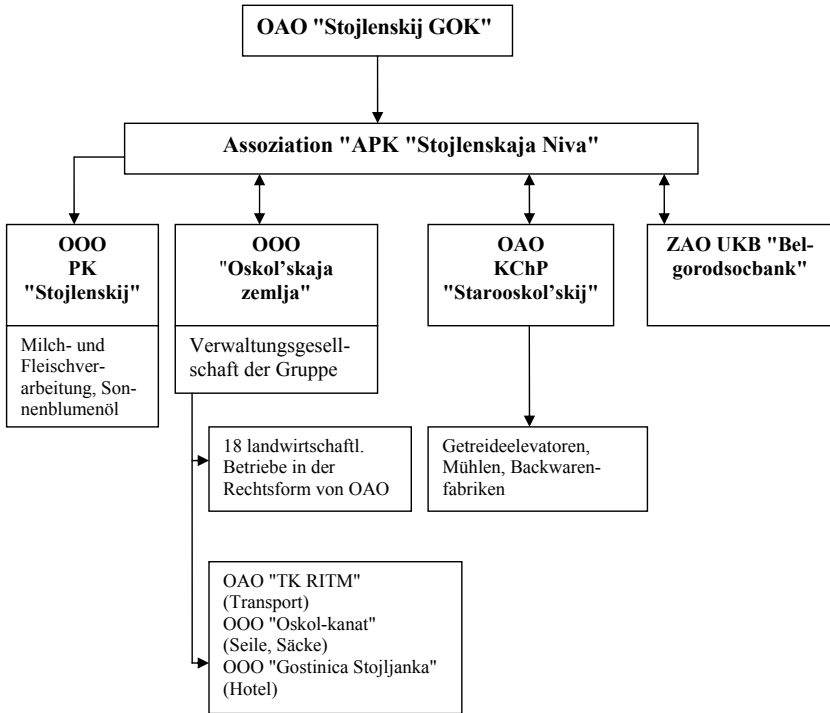 OAO "Stojlenskij GOK"
Assoziation "APK "Stojlenskaja Niva"
OOO
PK
"Stojlenskij"
Milch- und
Fleischver-
arbeitung, Son-
nenblumenöl
OOO
"Oskol'skaja
zemlja"
Verwaltungsgesell-
schaft der Gruppe
OAO
KChP
"Starooskol'skij"
ZAO UKB "Bel-
gorodsocbank"
18 landwirtschaftl.
Betriebe in der
Rechtsform von OAO
Getreideelevatoren,
Mühlen, Backwaren-
fabriken
OAO "TK RITM"
(Transport)
OOO "Oskol-kanat"
(Seile, Säcke)
OOO "Gostinica Stojljanka"
(Hotel)